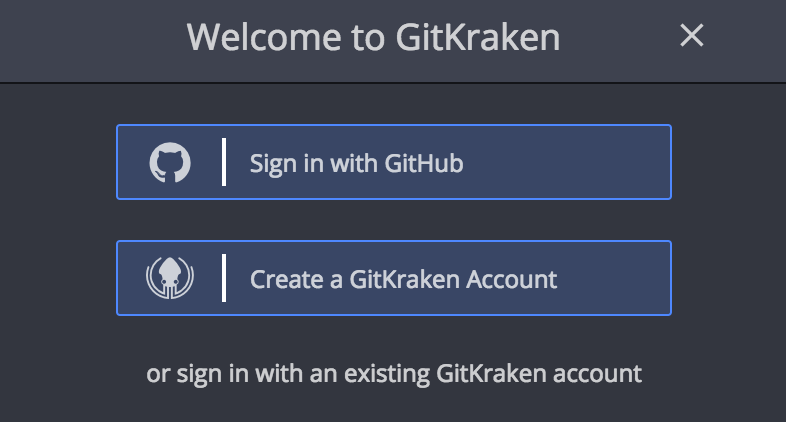 Welcome to GitKraken
Sign in with GitHub
Create a GitKraken Account
or sign in with an existing GitKraken account